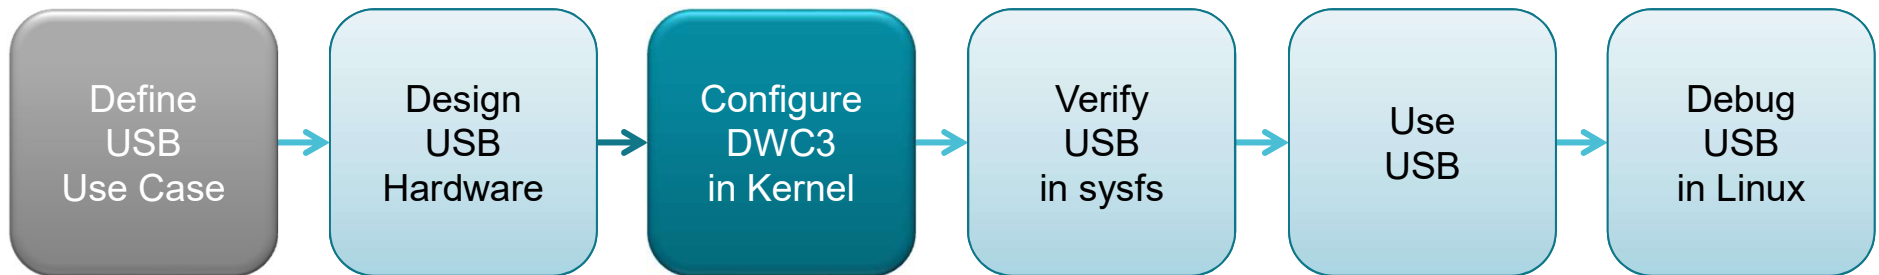 Define
USB
Use Case
Design
USB
Hardware
Configure
DWC3
in Kernel
Verify
USB
in sysfs
Use
USB
Debug
USB
in Linux